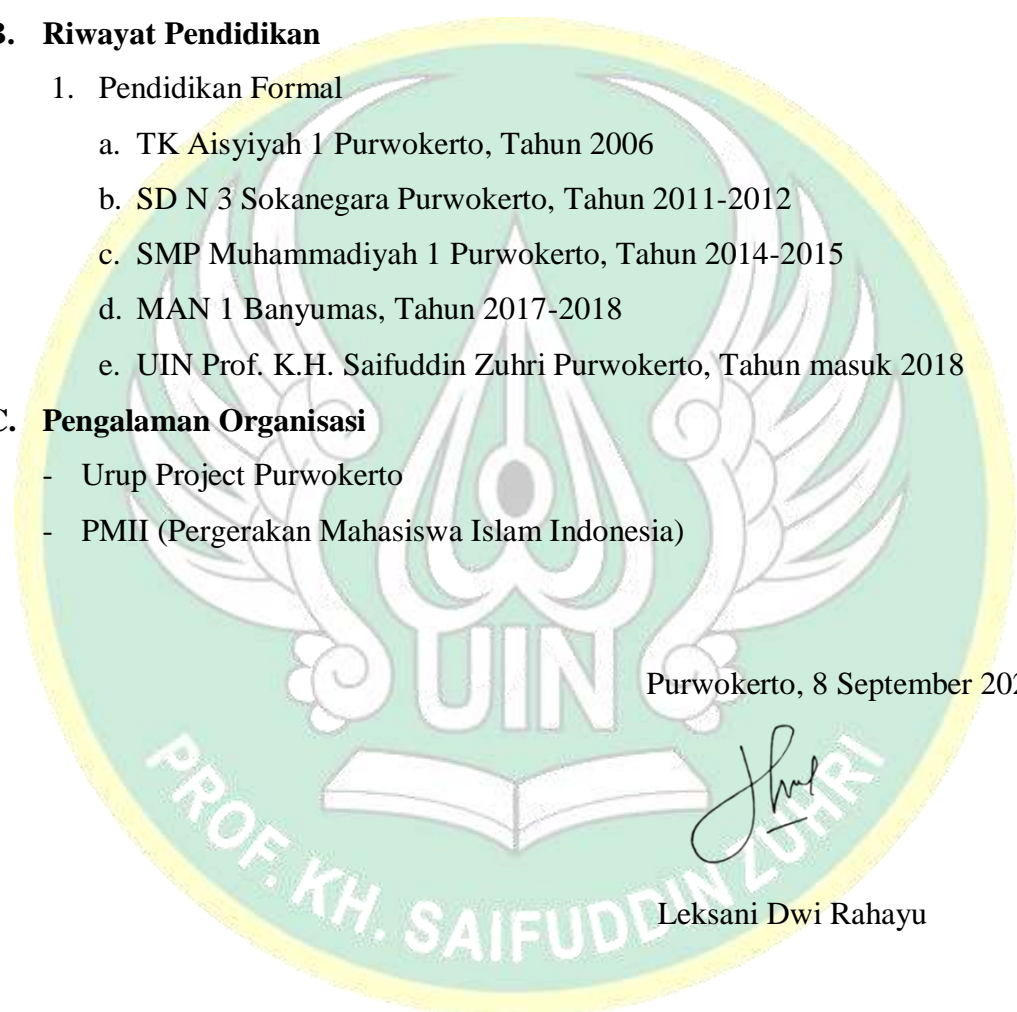 B. Riwayat Pendidikan
1. Pendidikan Formal
a. TK Aisyiyah 1 Purwokerto, Tahun 2006
b. SD N 3 Sokanegara Purwokerto, Tahun 2011-2012
c. SMP Muhammadiyah 1 Purwokerto, Tahun 2014-2015
d. MAN 1 Banyumas, Tahun 2017-2018
e. UIN Prof. K.H. Saifuddin Zuhri Purwokerto, Tahun masuk 2018
C. Pengalaman Organisasi
- Urup Project Purwokerto
- PMII (Pergerakan Mahasiswa Islam Indonesia)
UIN
Purwokerto, 8 September 202
PROF. KH. SAIFUDDIN ZUHRI
Leksani Dwi Rahayu